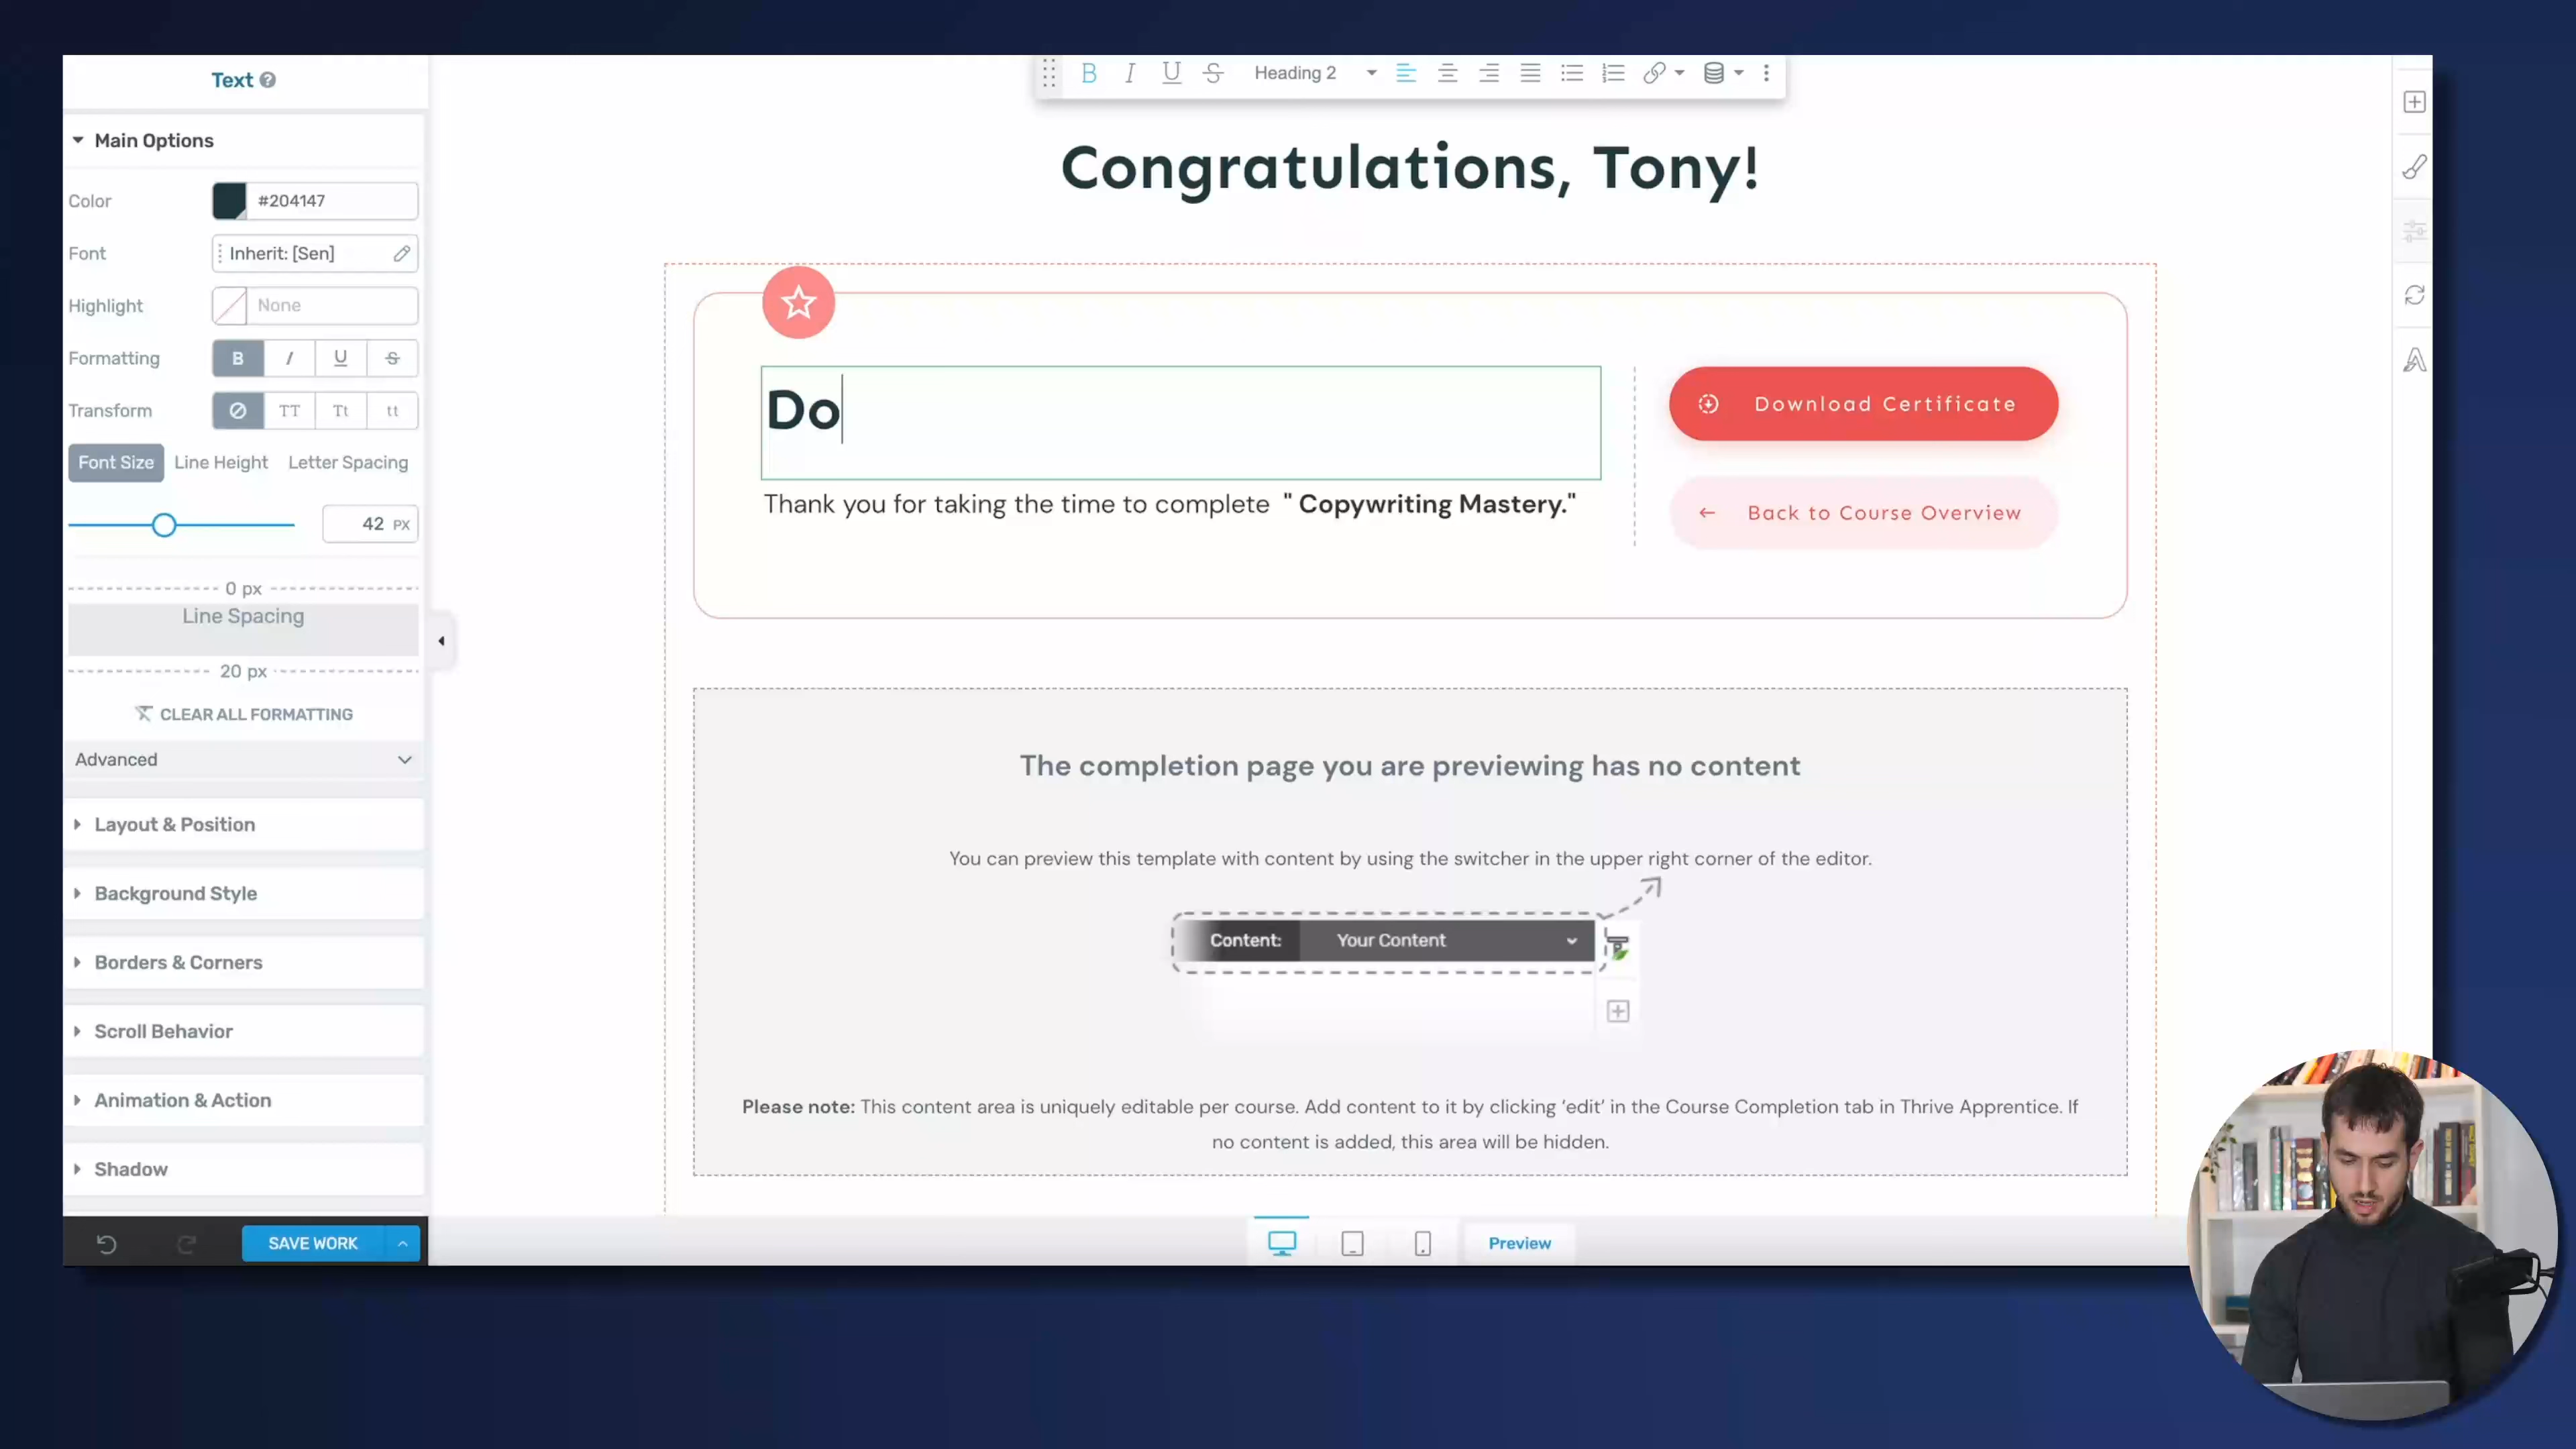 Text
Main Options
Color
#204147
Font
Inherit: [Sen]
Highlight
None
Formatting
B I U S
Transform
TT Tt tt
Font Size Line Height Letter Spacing
42 PX
0 px
Line Spacing
20 px
CLEAR ALL FORMATTING
Advanced
Layout & Position
Background Style
Borders & Corners
Scroll Behavior
Animation & Action
Shadow
SAVE WORK
B I U S Heading 2
Congratulations, Tony!
Do
Thank you for taking the time to complete " Copywriting Mastery."
Download Certificate
Back to Course Overview
The completion page you are previewing has no content
You can preview this template with content by using the switcher in the upper right corner of the editor.
Content: Your Content
Please note: This content area is uniquely editable per course. Add content to it by clicking ‘edit’ in the Course Completion tab in Thrive Apprentice. If
no content is added, this area will be hidden.
Preview